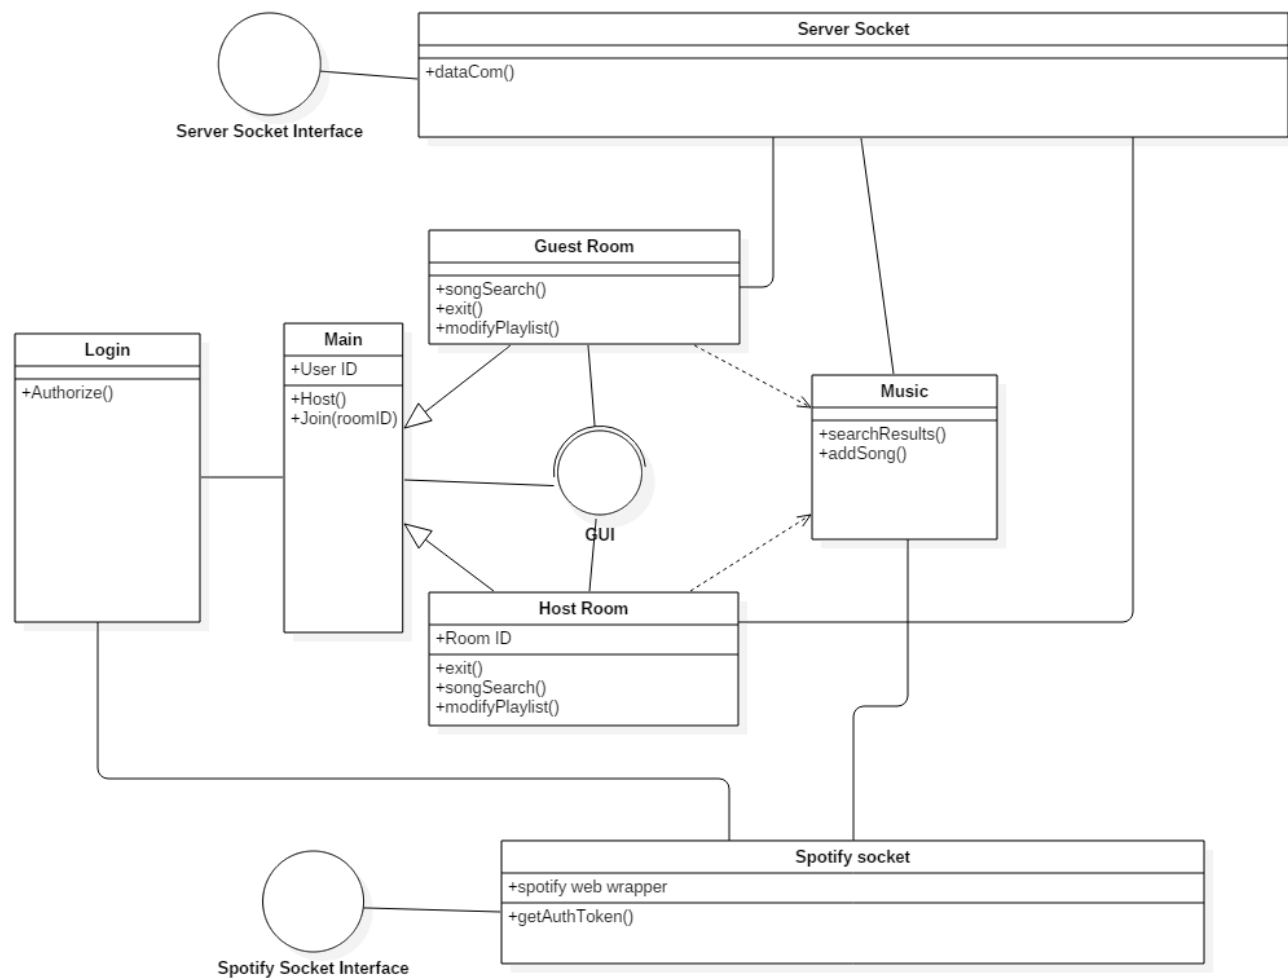 Server Socket
+dataCom()
Server Socket Interface
Guest Room
+songSearch()
+exit()
+modifyPlaylist()
Login
+Authorize()
Main
+User ID
+Host()
+Join(roomID)
Music
+searchResults()
+addSong()
GUI
Host Room
+Room ID
+exit()
+songSearch()
+modifyPlaylist()
Spotify socket
+spotify web wrapper
+getAuthToken()
Spotify Socket Interface